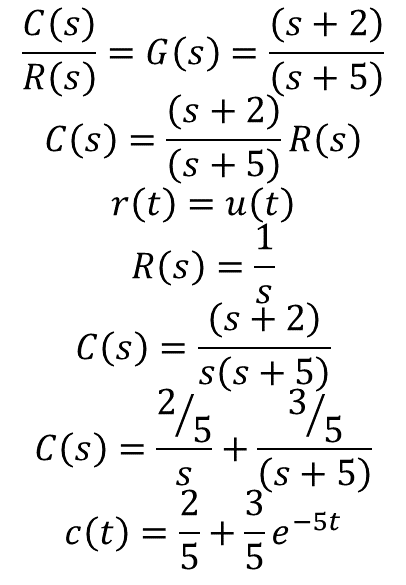 C(s)/R(s) = G(s) = (s + 2)/(s + 5)
C(s) = (s + 2)/(s + 5) R(s)
r(t) = u(t)
R(s) = 1/s
C(s) = (s + 2)/s(s + 5)
C(s) = 2/5/s + 3/5/(s + 5)
c(t) = 2/5 + 3/5 e^{-5t}